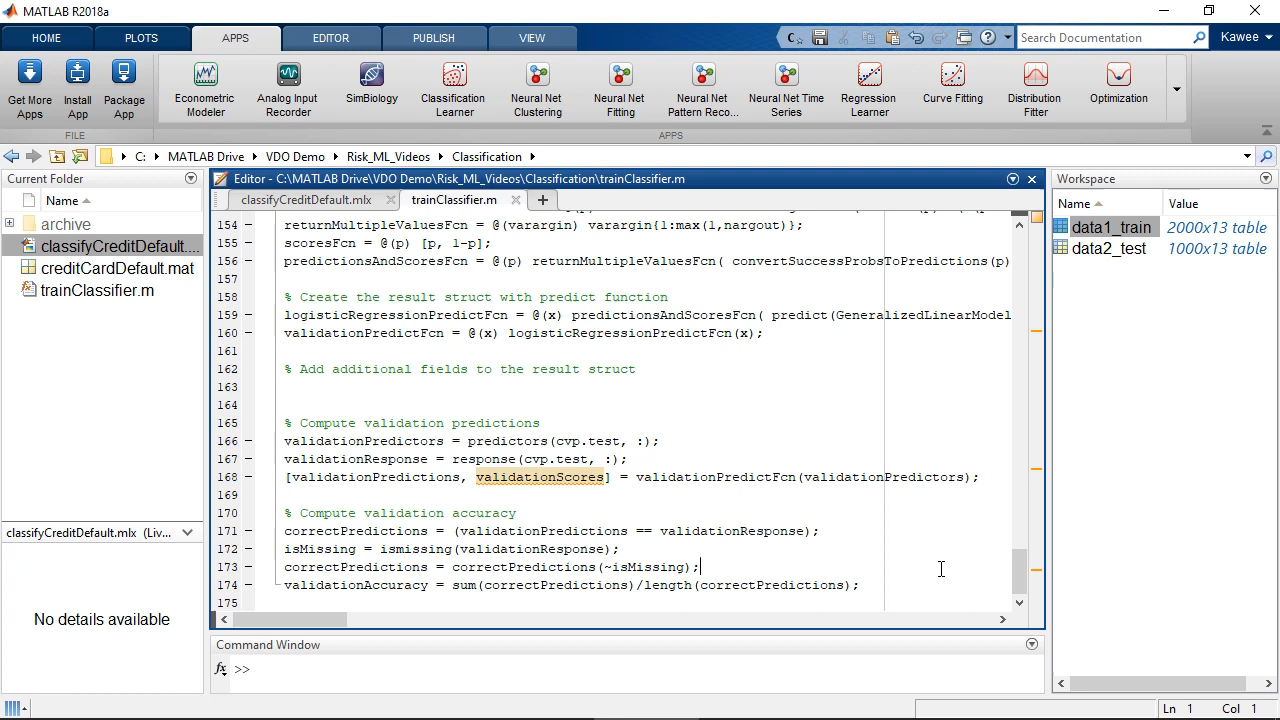 MATLAB R2018a
HOME PLOTS APPS EDITOR PUBLISH VIEW
Search Documentation
Kawee
Get More Apps
Install App
Package App
Econometric Modeler
Analog Input Recorder
SimBiology
Classification Learner
Neural Net Clustering
Neural Net Fitting
Neural Net Pattern Reco...
Neural Net Time Series
Regression Learner
Curve Fitting
Distribution Fitter
Optimization
FILE
APPS
C: MATLAB Drive VDO Demo Risk_ML_Videos Classification
Current Folder
Name
archive
classifyCreditDefault....
creditCardDefault.mat
trainClassifier.m
classifyCreditDefault.mlx (Liv...
No details available
Editor - C:\MATLAB Drive\VDO Demo\Risk_ML_Videos\Classification\trainClassifier.m
classifyCreditDefault.mlx trainClassifier.m
154 returnMultipleValuesFcn = @(varargin) varargin{1:max(1,nargout)};
155 scoresFcn = @(p) [p, 1-p];
156 predictionsAndScoresFcn = @(p) returnMultipleValuesFcn( convertSuccessProbsToPredictions(p)
157
158 % Create the result struct with predict function
159 logisticRegressionPredictFcn = @(x) predictionsAndScoresFcn( predict(GeneralizedLinearModel
160 validationPredictFcn = @(x) logisticRegressionPredictFcn(x);
161
162 % Add additional fields to the result struct
163
164
165 % Compute validation predictions
166 validationPredictors = predictors(cvp.test, :);
167 validationResponse = response(cvp.test, :);
168 [validationPredictions, validationScores] = validationPredictFcn(validationPredictors);
169
170 % Compute validation accuracy
171 correctPredictions = (validationPredictions == validationResponse);
172 isMissing = ismissing(validationResponse);
173 correctPredictions = correctPredictions(~isMissing);
174 validationAccuracy = sum(correctPredictions)/length(correctPredictions);
175
Command Window
fx >>
Workspace
Name Value
data1_train 2000x13 table
data2_test 1000x13 table
Ln 1 Col 1